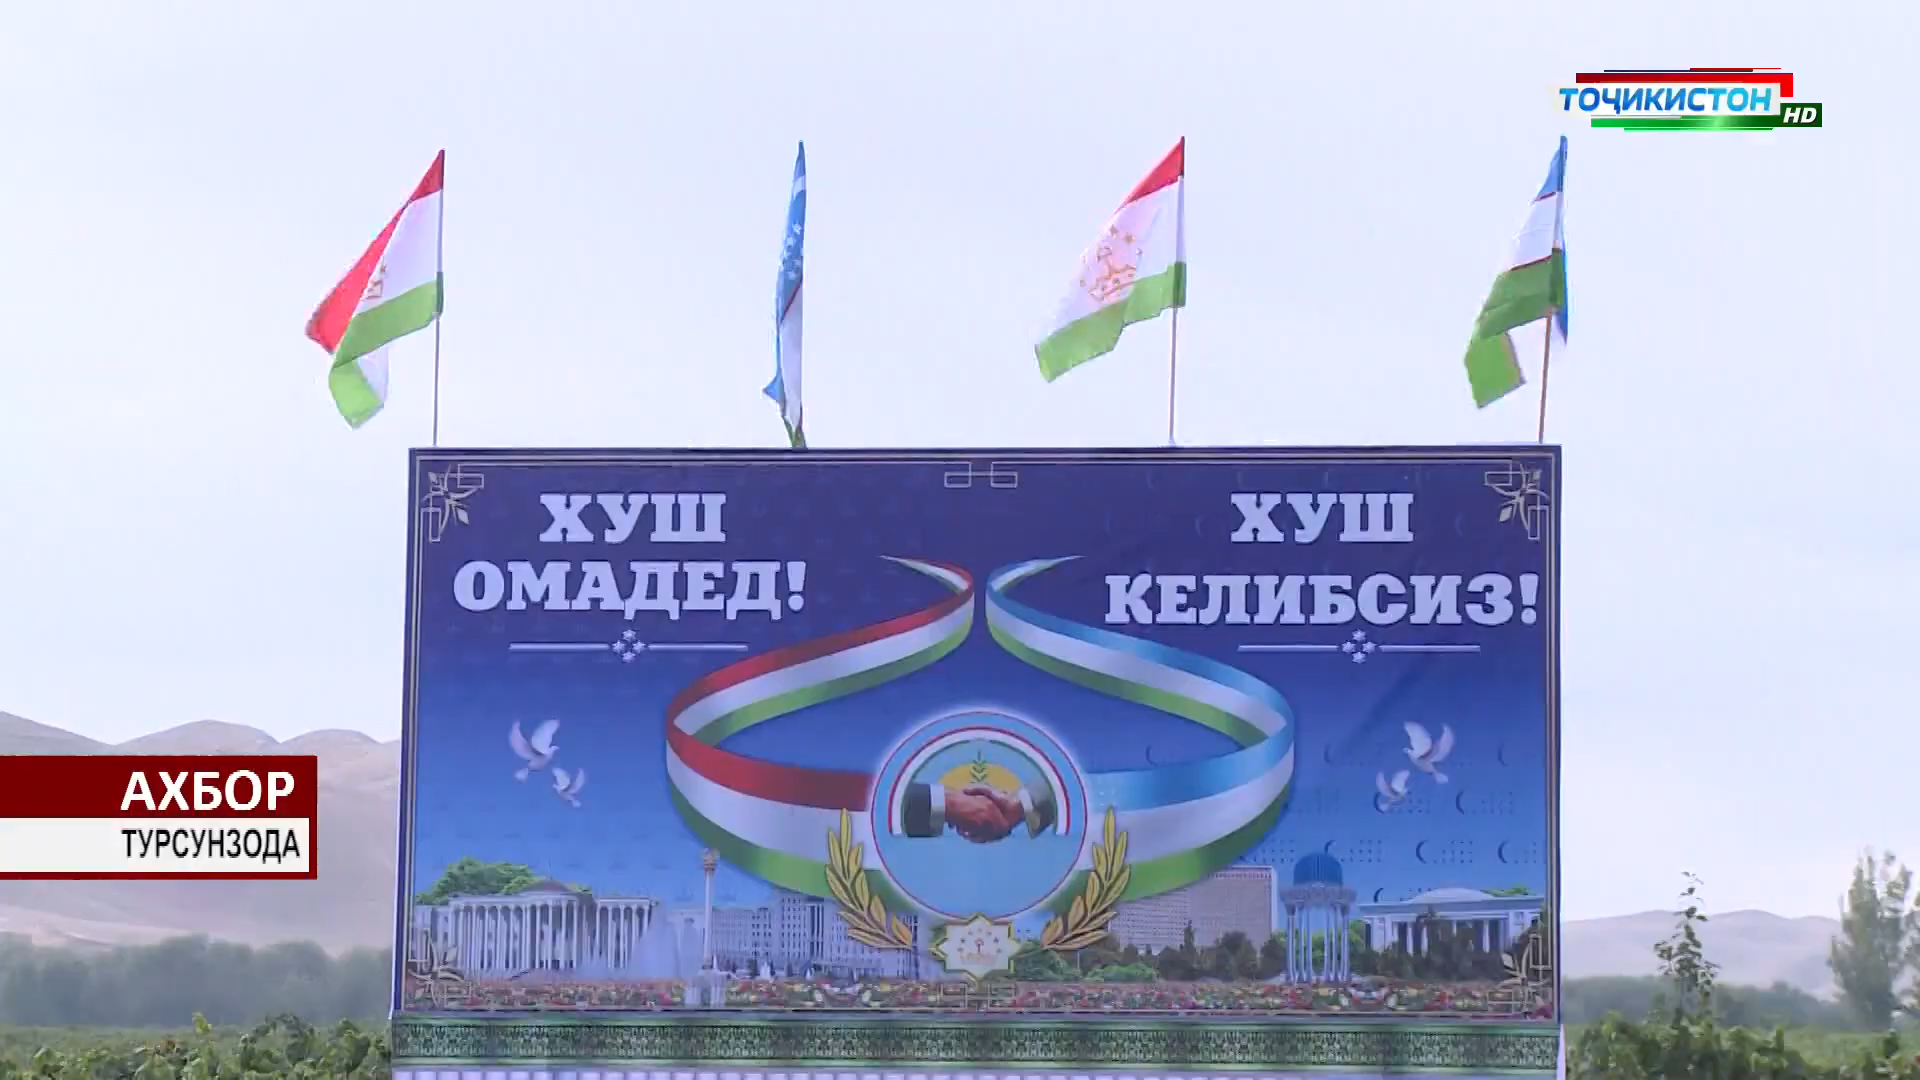 ТОҶИКИСТОН HD
ХУШ
ОМАДЕД!
ХУШ
КЕЛИБСИЗ!
АХБОР
ТУРСУНЗОДА